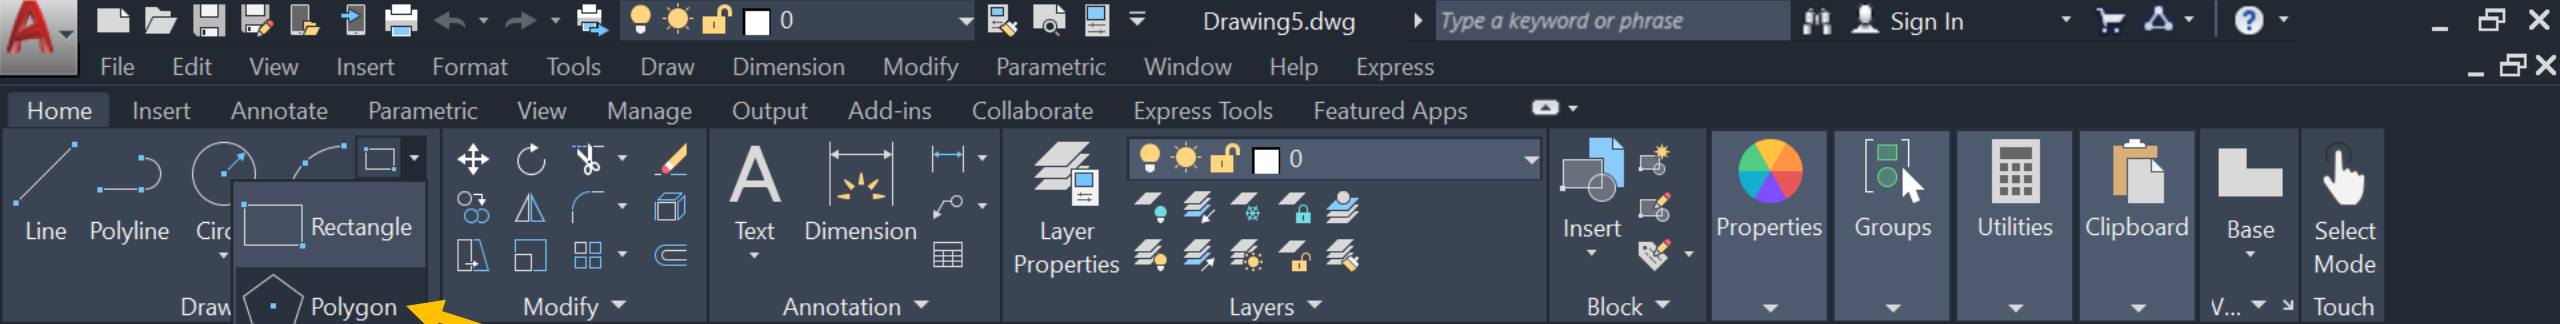 0 Drawing5.dwg Type a keyword or phrase Sign In
File Edit View Insert Format Tools Draw Dimension Modify Parametric Window Help Express
Home Insert Annotate Parametric View Manage Output Add-ins Collaborate Express Tools Featured Apps
0
Line Polyline Circ Rectangle Text Dimension Layer Properties Insert Properties Groups Utilities Clipboard Base Select Mode
Draw Polygon Modify Annotation Layers Block V... Touch